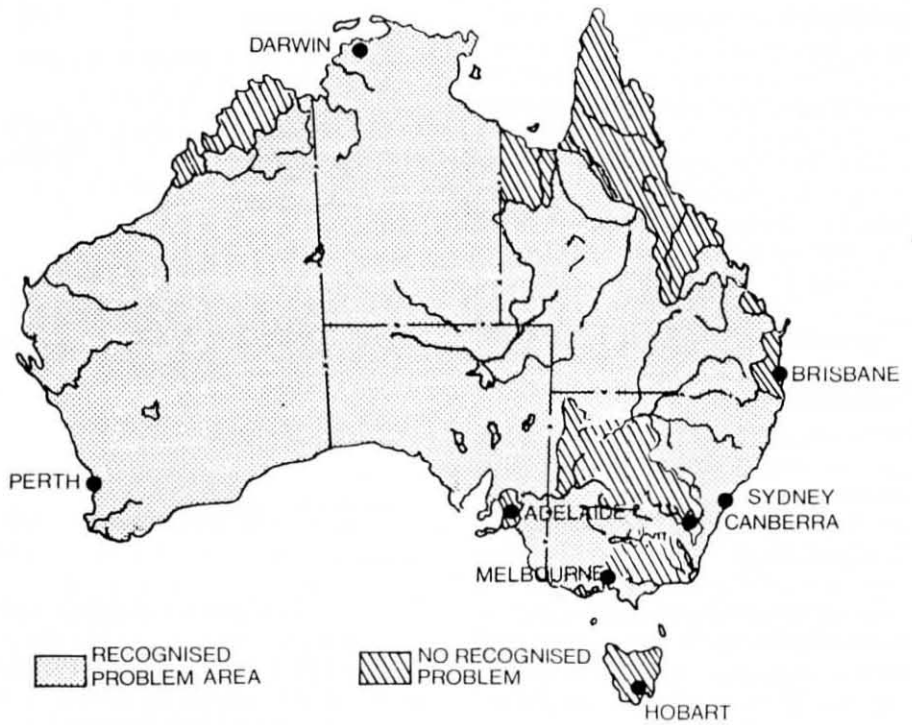 DARWIN
BRISBANE
PERTH
ADELAIDE
SYDNEY
CANBERRA
MELBOURNE
RECOGNISED
PROBLEM AREA
NO RECOGNISED
PROBLEM
HOBART